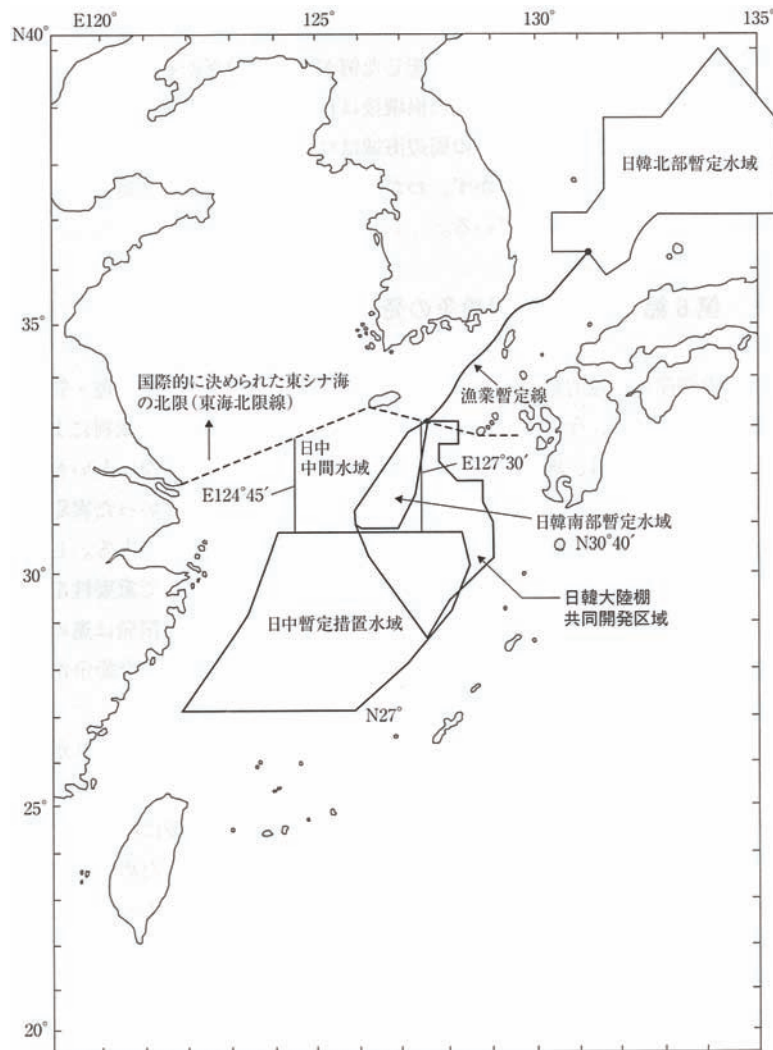 E120°
125°
130°
135°
N40°
35°
30°
25°
20°
日韓北部暫定水域
国際的に決められた東シナ海
の北限(東海北限線)
漁業暫定線
日中
中間水域
E127°30′
E124°45′
日韓南部暫定水域
N30°40′
日韓大陸棚
共同開発区域
日中暫定措置水域
N27°